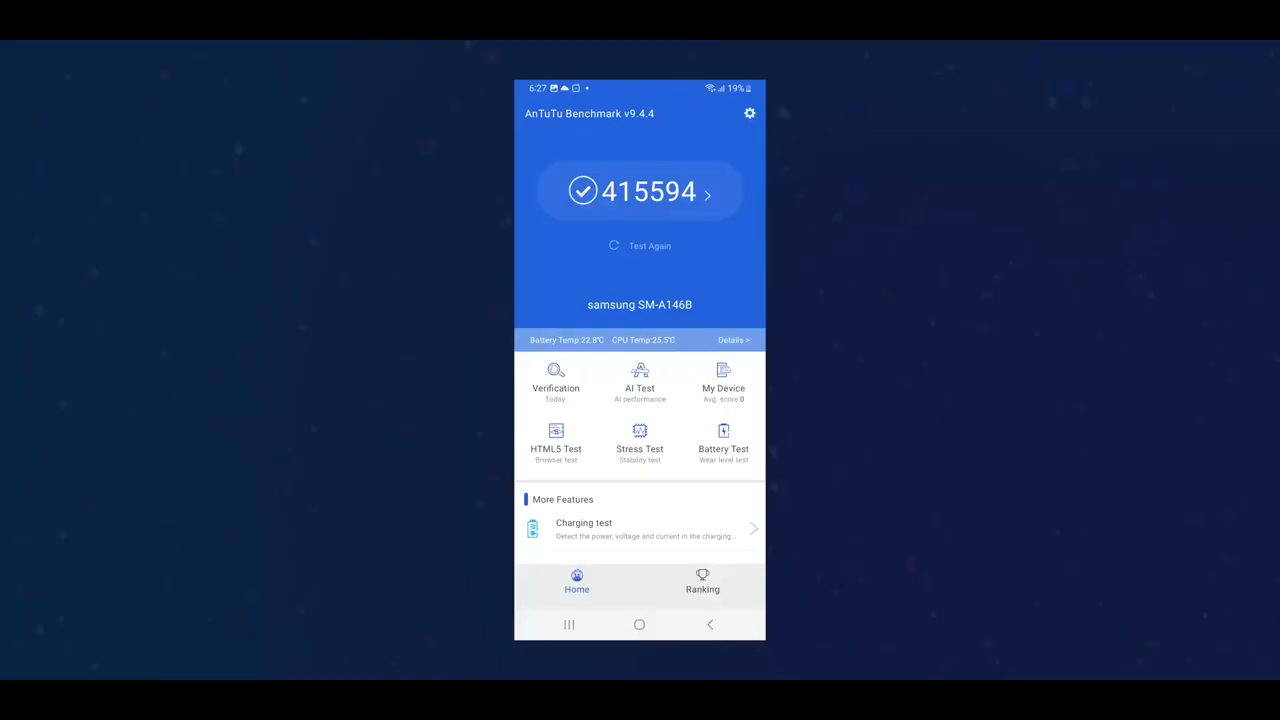 6:27 19%
AnTuTu Benchmark v9.4.4
415594
Test Again
samsung SM-A146B
Battery Temp:22.8℃ CPU Temp:25.5℃ Details >
Verification AI Test My Device
Today AI performance Avg. score:0
HTML5 Test Stress Test Battery Test
Browser test Stability test Wear level test
More Features
Charging test
Detect the power, voltage and current in the charging...
Home Ranking